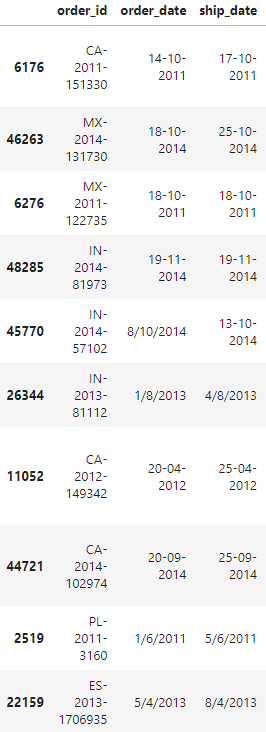 order_id order_date ship_date
6176 CA-2011-151330 14-10-2011 17-10-2011
46263 MX-2014-131730 18-10-2014 25-10-2014
6276 MX-2011-122735 18-10-2011 18-10-2011
48285 IN-2014-81973 19-11-2014 19-11-2014
45770 IN-2014-57102 8/10/2014 13-10-2014
26344 IN-2013-81112 1/8/2013 4/8/2013
11052 CA-2012-149342 20-04-2012 25-04-2012
44721 CA-2014-102974 20-09-2014 25-09-2014
2519 PL-2011-3160 1/6/2011 5/6/2011
22159 ES-2013-1706935 5/4/2013 8/4/2013